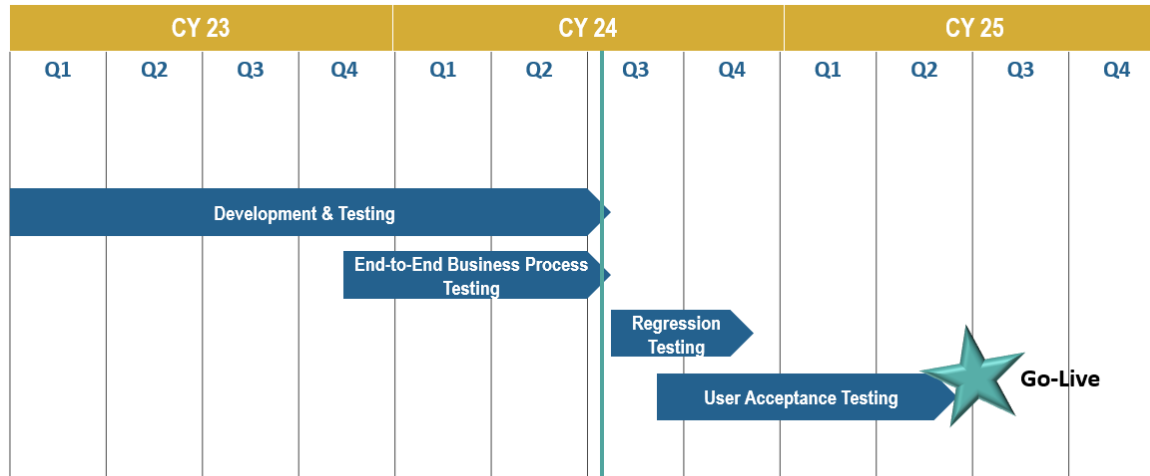 CY 23 CY 24 CY 25
Q1 Q2 Q3 Q4 Q1 Q2 Q3 Q4 Q1 Q2 Q3 Q4
Development & Testing
End-to-End Business Process
Testing
Regression
Testing
Go-Live
User Acceptance Testing